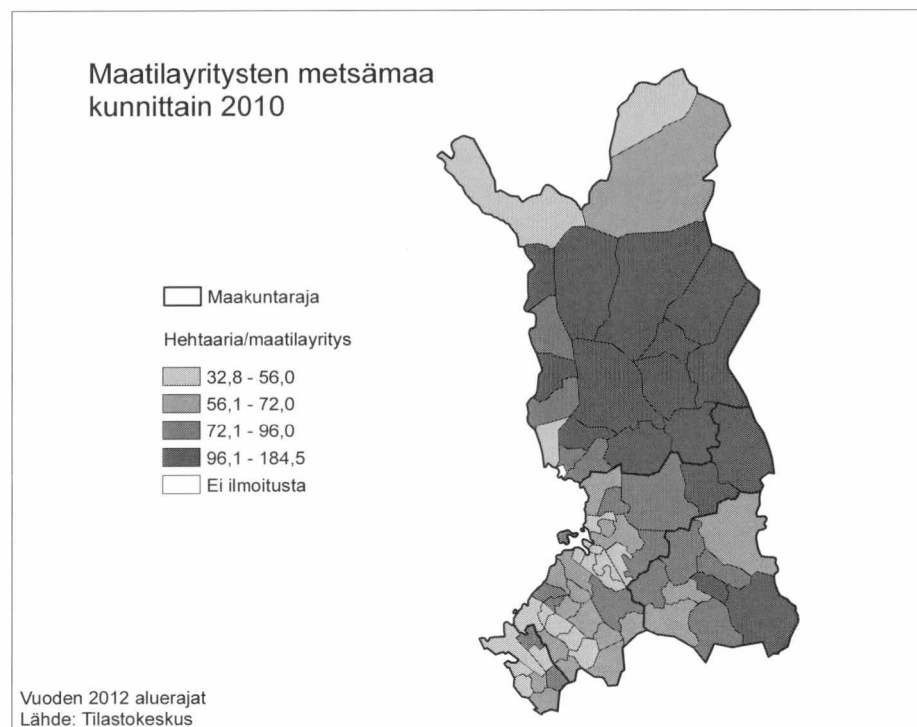 Maatilayritysten metsämaa
kunnittain 2010
Maakuntaraja
Hehtaaria/maatilayritys
32,8 - 56,0
56,1 - 72,0
72,1 - 96,0
96,1 - 184,5
Ei ilmoitusta
Vuoden 2012 aluerajat
Lähde: Tilastokeskus